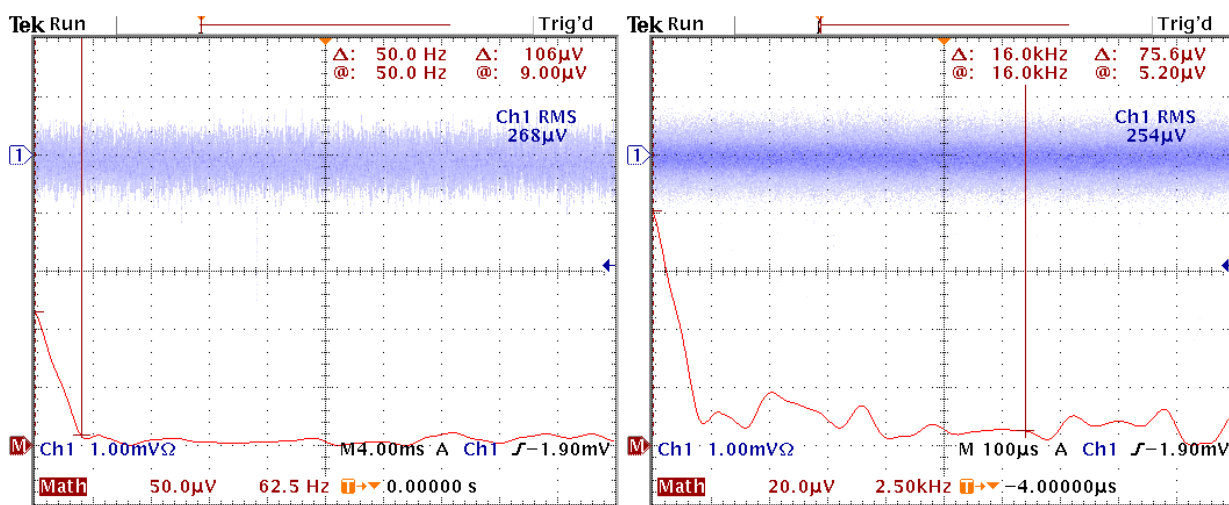 Tek Run Trig'd
Δ: 50.0 Hz Δ: 106µV
@: 50.0 Hz @: 9.00µV
Ch1 RMS
268µV
1
M
Ch1 1.00mVΩ M4.00ms A Ch1 ƒ−1.90mV
Math 50.0µV 62.5 Hz T→▼ 0.00000 s
Tek Run Trig'd
Δ: 16.0kHz Δ: 75.6µV
@: 16.0kHz @: 5.20µV
Ch1 RMS
254µV
1
M
Ch1 1.00mVΩ M 100µs A Ch1 ƒ−1.90mV
Math 20.0µV 2.50kHz T→▼ −4.00000µs